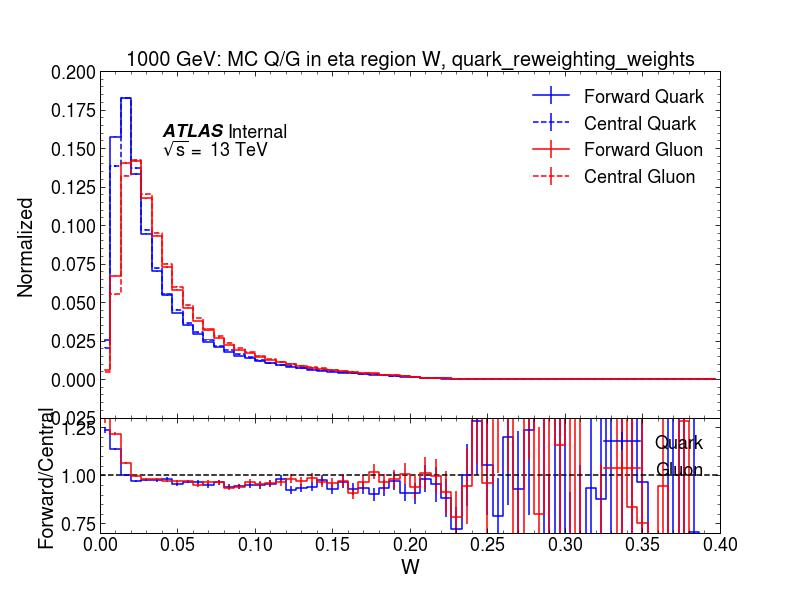 1000 GeV: MC Q/G in eta region W, quark_reweighting_weights
0.200
0.175
0.150
0.125
0.100
0.075
0.050
0.025
0.000
0.025
Normalized
ATLAS Internal
√s = 13 TeV
Forward Quark
Central Quark
Forward Gluon
Central Gluon
1.25
1.00
0.75
Forward/Central
Quark
Gluon
0.00 0.05 0.10 0.15 0.20 0.25 0.30 0.35 0.40
W